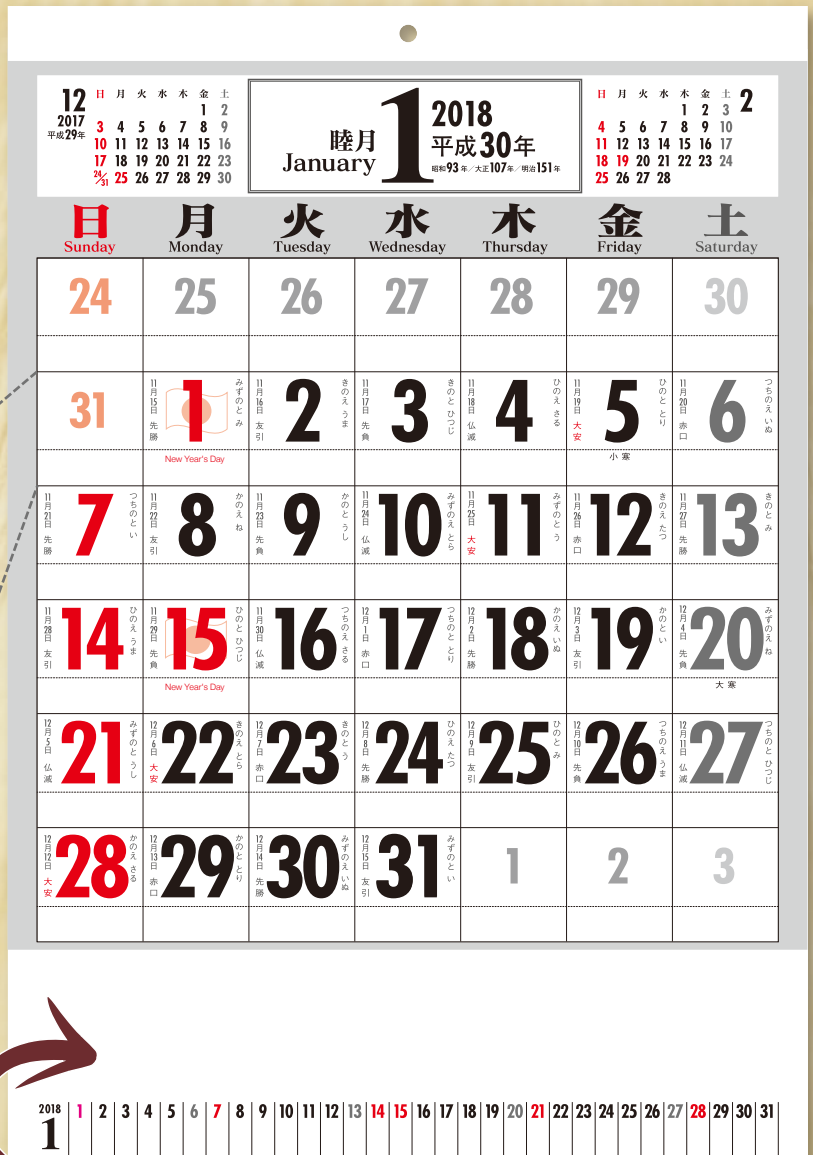 12
2017
平成29年
日 月 火 水 木 金 土
1 2
3 4 5 6 7 8 9
10 11 12 13 14 15 16
17 18 19 20 21 22 23
24/31 25 26 27 28 29 30
睦月
January
1
2018
平成30年
昭和93年／大正107年／明治151年
2
日 月 火 水 木 金 土
1 2 3
4 5 6 7 8 9 10
11 12 13 14 15 16 17
18 19 20 21 22 23 24
25 26 27 28
日 月 火 水 木 金 土
Sunday Monday Tuesday Wednesday Thursday Friday Saturday
24 25 26 27 28 29 30
31
11月15日 先勝 1 みずのと み
New Year's Day
11月16日 友引 2 きのえ うま
11月17日 先負 3 きのと ひつじ
11月18日 仏滅 4 ひのえ さる
11月19日 大安 5 ひのと とり
小寒
11月20日 赤口 6 つちのえ いぬ
11月21日 先勝 7 つちのと い
11月22日 友引 8 かのえ ね
11月23日 先負 9 かのと うし
11月24日 仏滅 10 みずのえ とら
11月25日 大安 11 みずのと う
11月26日 赤口 12 きのえ たつ
11月27日 先勝 13 きのと み
11月28日 友引 14 ひのえ うま
11月29日 先負 15 ひのと ひつじ
New Year's Day
11月30日 仏滅 16 つちのえ さる
12月1日 赤口 17 つちのと とり
12月2日 先勝 18 かのえ いぬ
12月3日 友引 19 かのと い
12月4日 先負 20 みずのえ ね
大寒
12月5日 仏滅 21 みずのと うし
12月6日 大安 22 きのえ とら
12月7日 赤口 23 きのと う
12月8日 先勝 24 ひのえ たつ
12月9日 友引 25 ひのと み
12月10日 先負 26 つちのえ うま
12月11日 仏滅 27 つちのと ひつじ
12月12日 大安 28 かのえ さる
12月13日 赤口 29 かのと とり
12月14日 先勝 30 みずのえ いぬ
12月15日 友引 31 みずのと い
1 2 3
2018
1
1 2 3 4 5 6 7 8 9 10 11 12 13 14 15 16 17 18 19 20 21 22 23 24 25 26 27 28 29 30 31